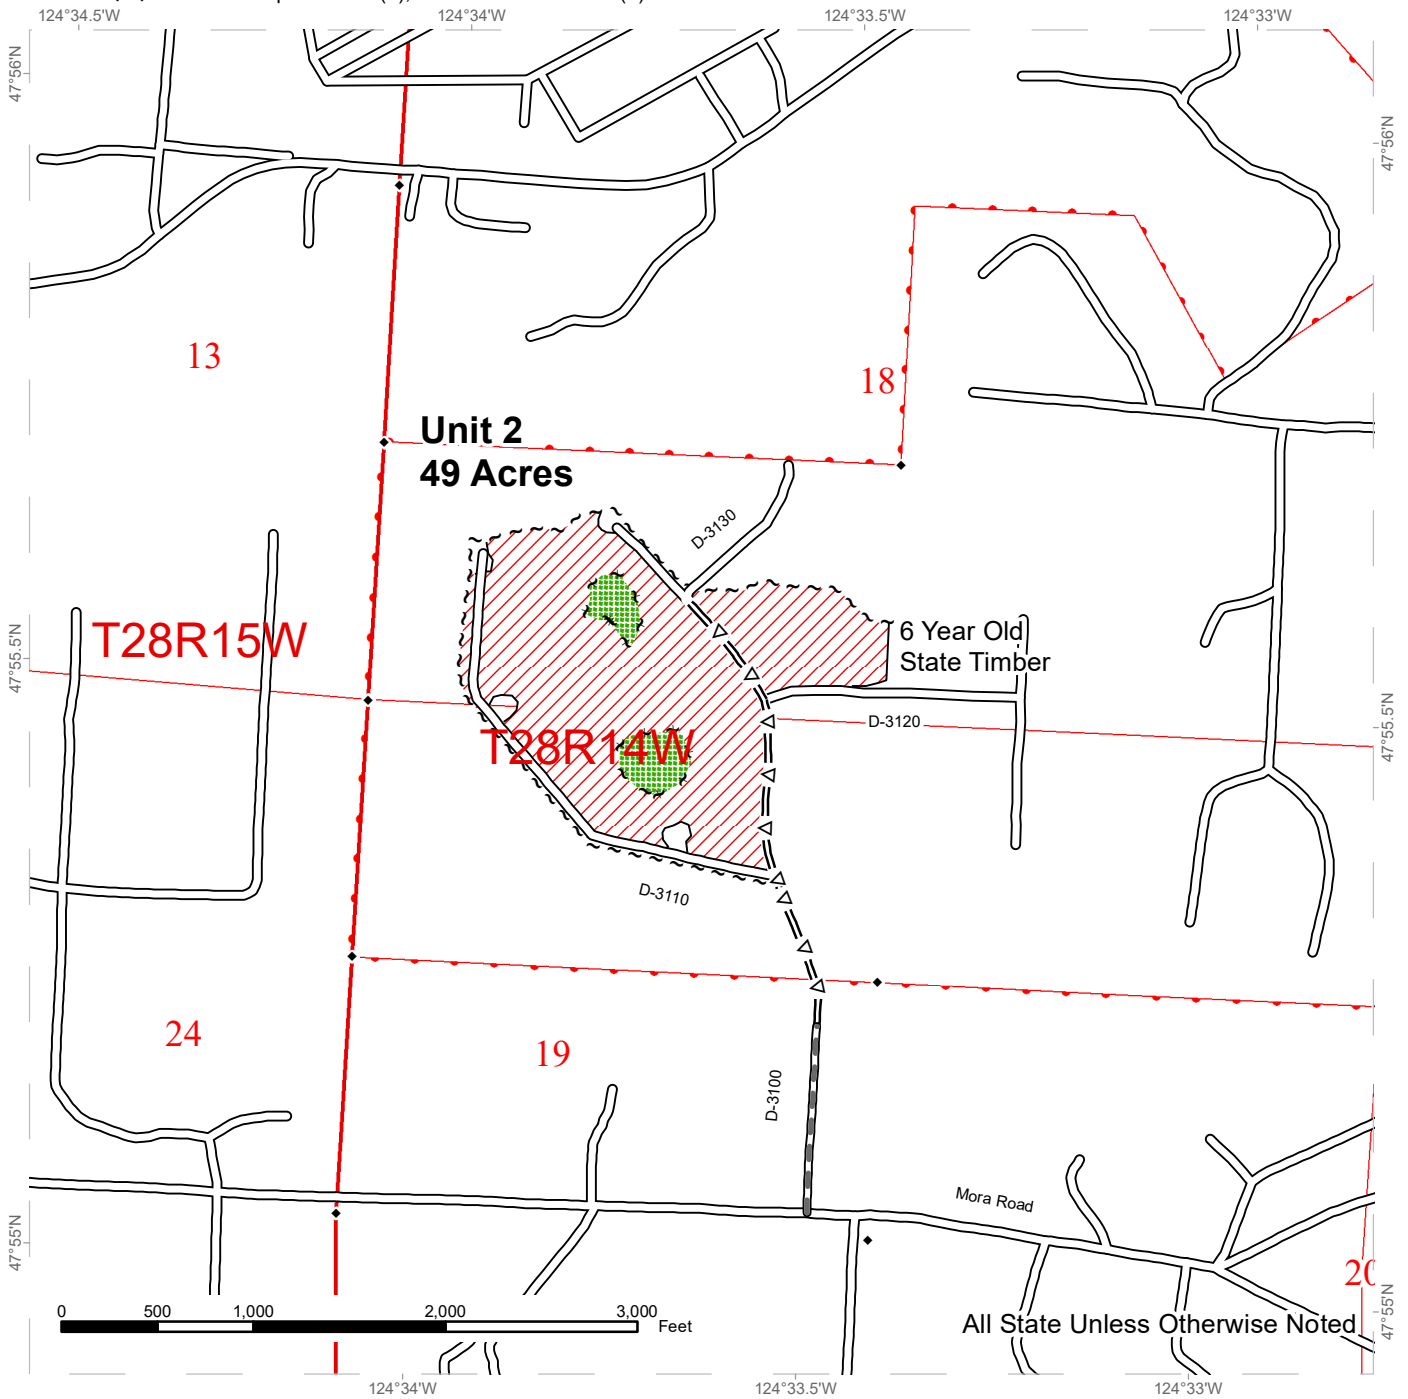 124°34.5'W
124°34'W
124°33.5'W
124°33'W
47°56'N
47°56'N
13
18
Unit 2
49 Acres
D-3130
T28R15W
6 Year Old
State Timber
47°55.5'N
47°55.5'N
D-3120
T28R14W
D-3110
24
19
D-3100
Mora Road
47°55'N
47°55'N
20
0 500 1,000 2,000 3,000
Feet
All State Unless Otherwise Noted
124°34'W
124°33.5'W
124°33'W